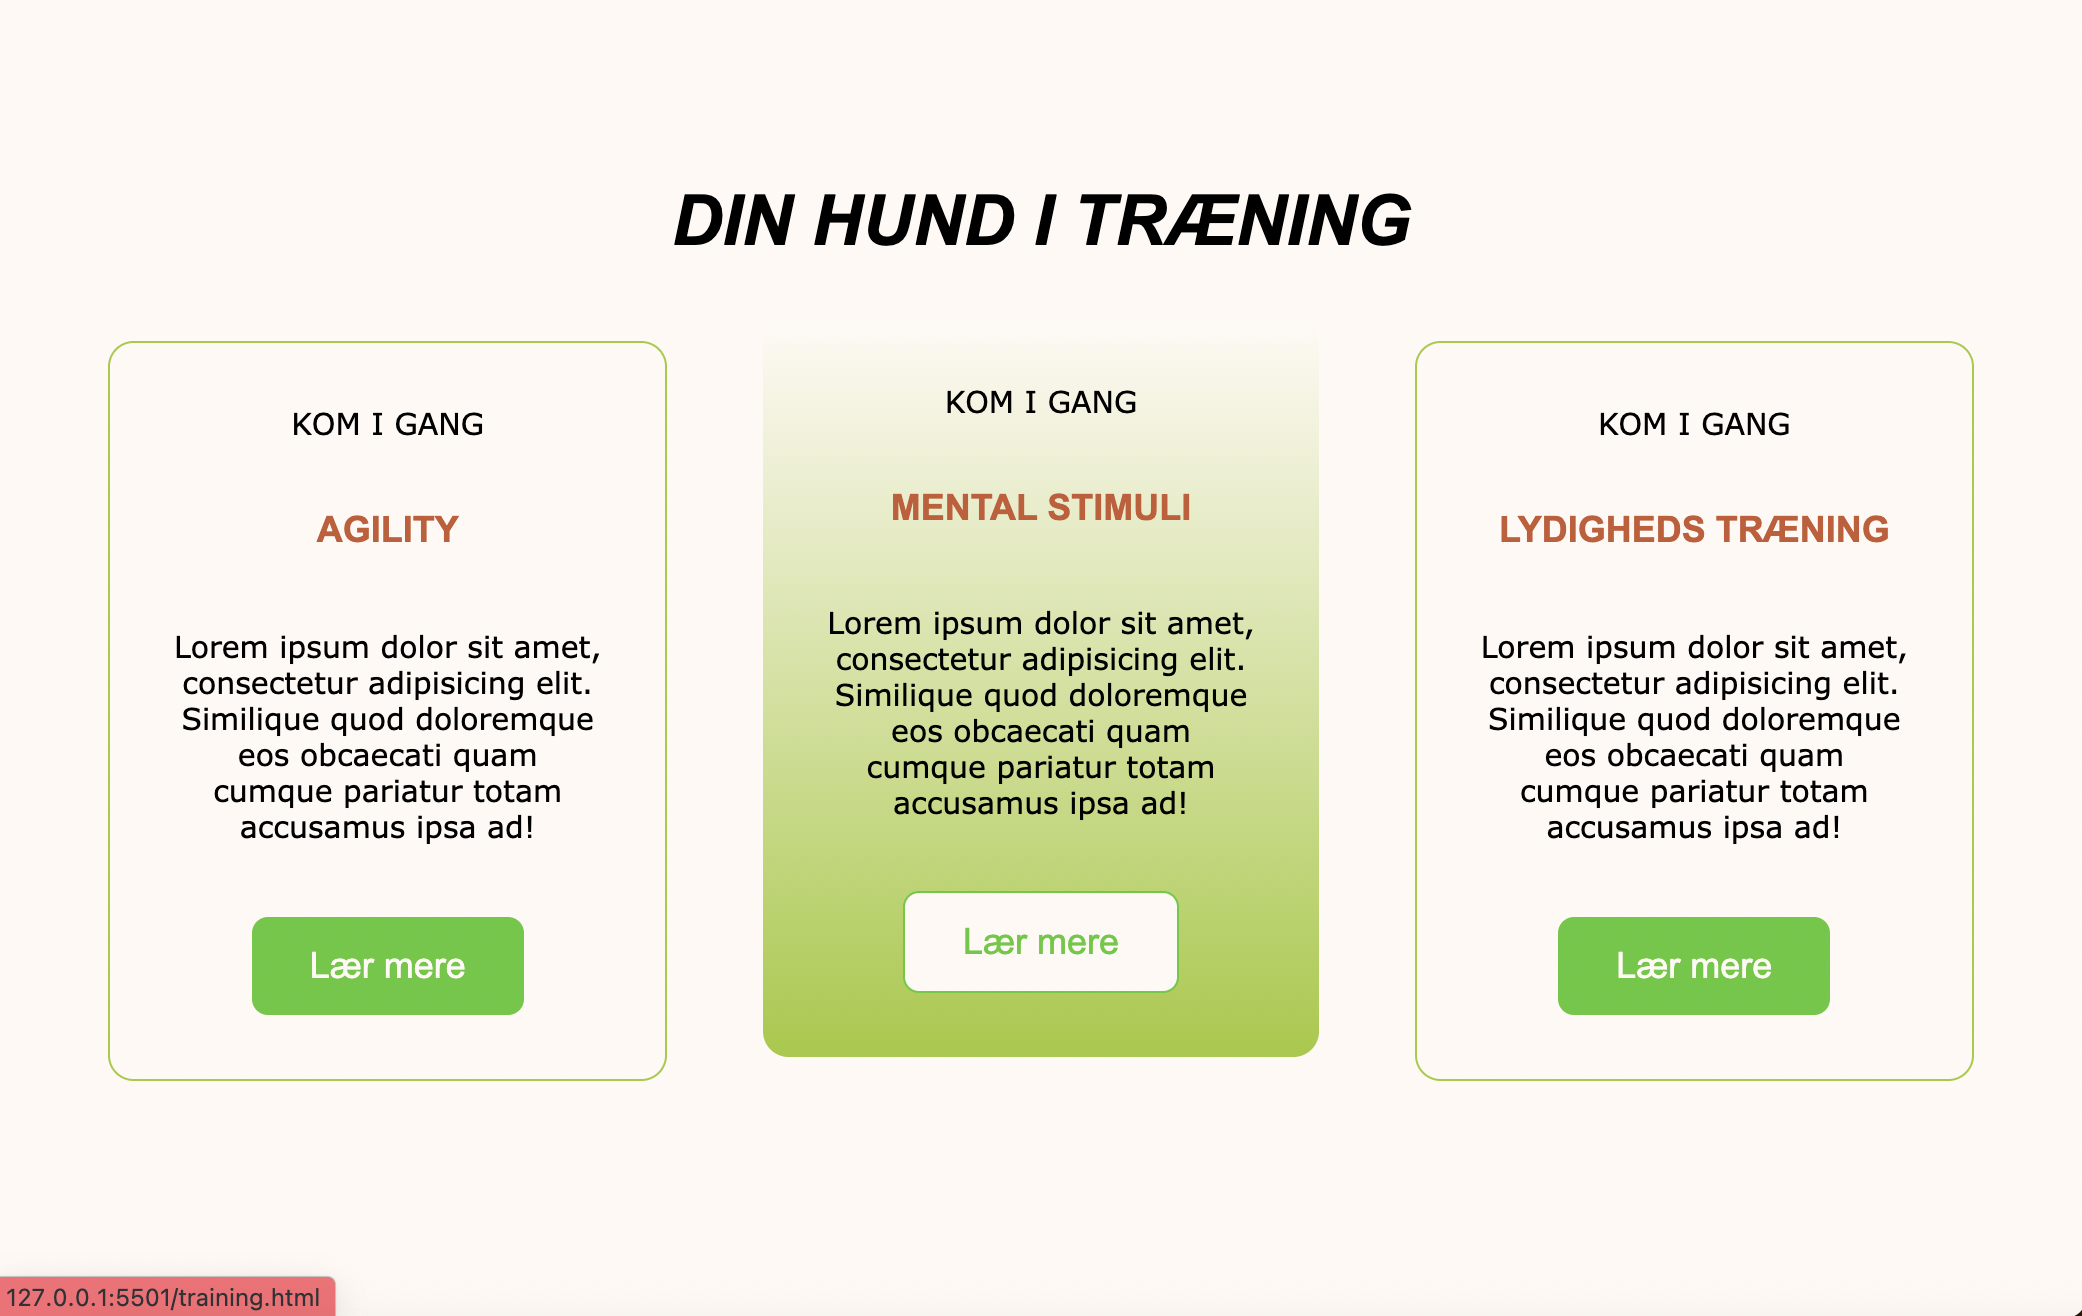 DIN HUND I TRÆNING
KOM I GANG
AGILITY
Lorem ipsum dolor sit amet,
consectetur adipisicing elit.
Similique quod doloremque
eos obcaecati quam
cumque pariatur totam
accusamus ipsa ad!
Lær mere
KOM I GANG
MENTAL STIMULI
Lorem ipsum dolor sit amet,
consectetur adipisicing elit.
Similique quod doloremque
eos obcaecati quam
cumque pariatur totam
accusamus ipsa ad!
Lær mere
KOM I GANG
LYDIGHEDS TRÆNING
Lorem ipsum dolor sit amet,
consectetur adipisicing elit.
Similique quod doloremque
eos obcaecati quam
cumque pariatur totam
accusamus ipsa ad!
Lær mere
127.0.0.1:5501/training.html